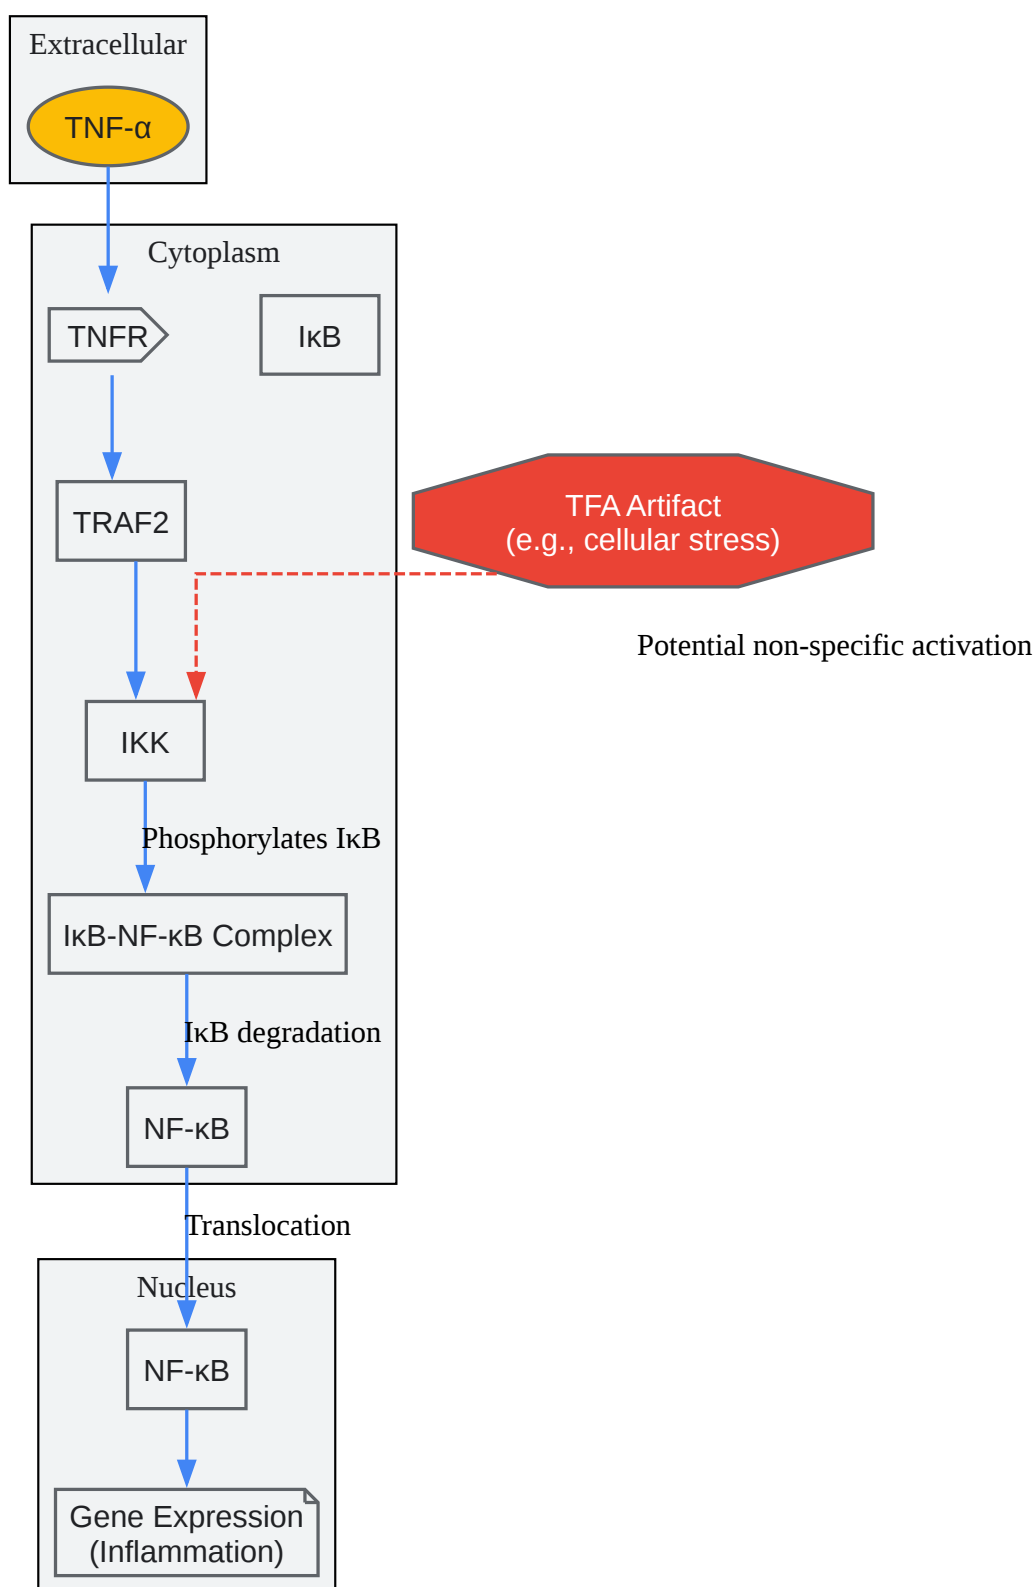 Extracellular
TNF-α
Cytoplasm
TNFR
IκB
TRAF2
TFA Artifact
(e.g., cellular stress)
Potential non-specific activation
IKK
Phosphorylates IκB
IκB-NF-κB Complex
IκB degradation
NF-κB
Translocation
Nucleus
NF-κB
Gene Expression
(Inflammation)